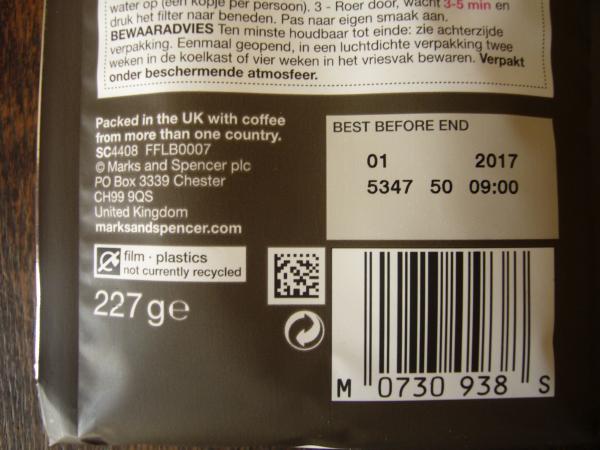 water op (een kopje per persoon). 3 - Roer door, wacht 3-5 min en
druk het filter naar beneden. Pas naar eigen smaak aan.
BEWAARADVIES Ten minste houdbaar tot einde: zie achterzijde
verpakking. Eenmaal geopend, in een luchtdichte verpakking twee
weken in de koelkast of vier weken in het vriesvak bewaren. Verpakt
onder beschermende atmosfeer.
Packed in the UK with coffee
from more than one country.
SC4408 FFLB0007
© Marks and Spencer plc
PO Box 3339 Chester
CH99 9QS
United Kingdom
marksandspencer.com
film · plastics
not currently recycled
227g℮
BEST BEFORE END
01 2017
5347 50 09:00
M 0730 938 S